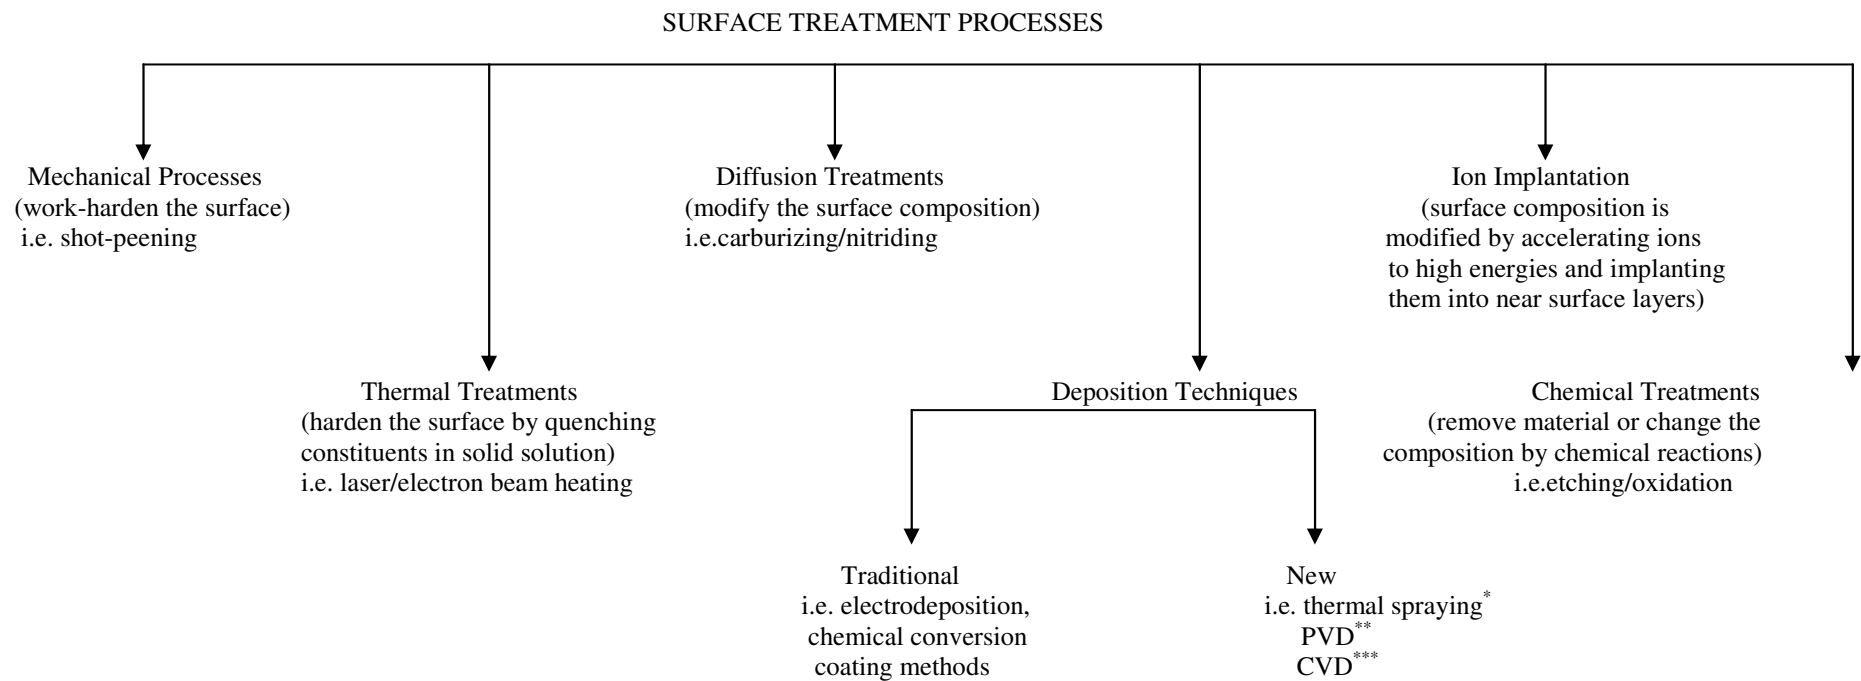 SURFACE TREATMENT PROCESSES
Mechanical Processes
(work-harden the surface)
i.e. shot-peening
Diffusion Treatments
(modify the surface composition)
i.e.carburizing/nitriding
Ion Implantation
(surface composition is
modified by accelerating ions
to high energies and implanting
them into near surface layers)
Thermal Treatments
(harden the surface by quenching
constituents in solid solution)
i.e. laser/electron beam heating
Deposition Techniques
Chemical Treatments
(remove material or change the
composition by chemical reactions)
i.e.etching/oxidation
Traditional
i.e. electrodeposition,
chemical conversion
coating methods
New
i.e. thermal spraying*
PVD**
CVD***